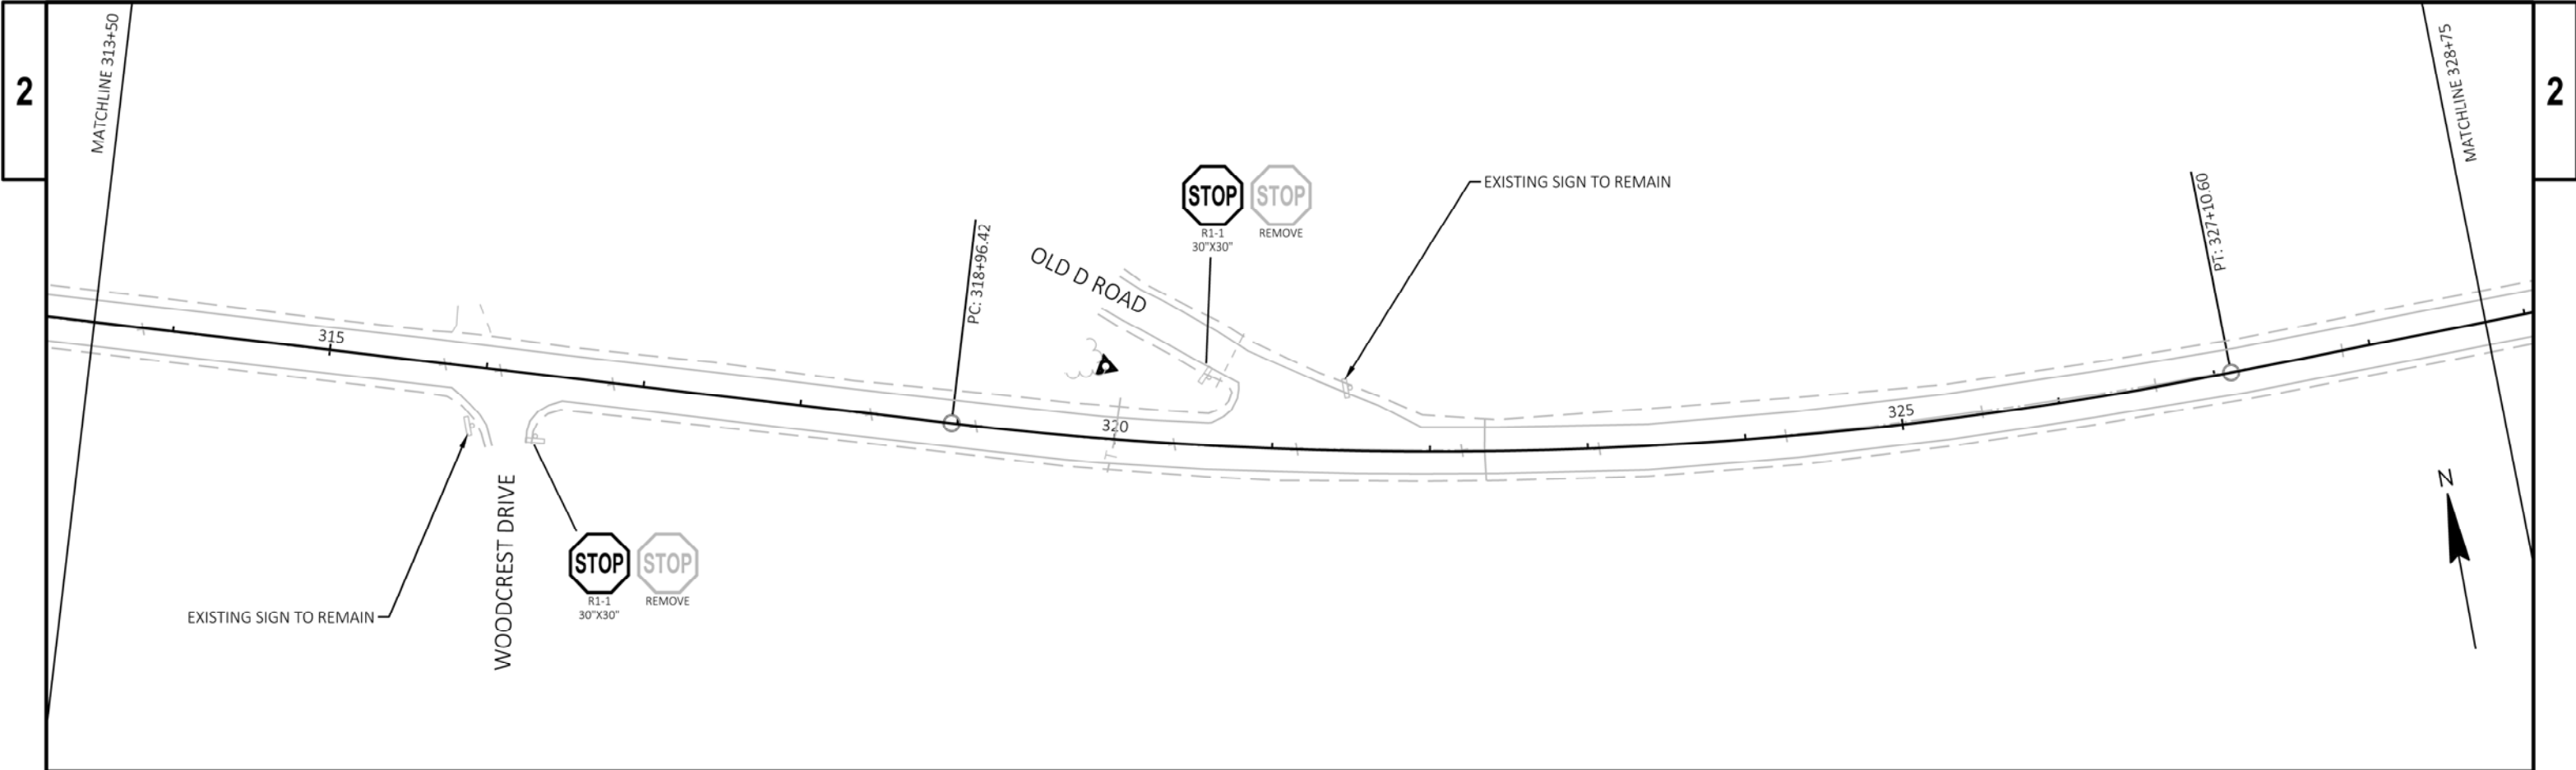 2
MATCHLINE 313+50
MATCHLINE 328+75
2
STOP
STOP
R1-1
30"X30"
REMOVE
EXISTING SIGN TO REMAIN
PT: 327+10.60
PC: 318+96.42
OLD D ROAD
315
320
325
N
WOODCREST DRIVE
STOP
STOP
R1-1
30"X30"
REMOVE
EXISTING SIGN TO REMAIN